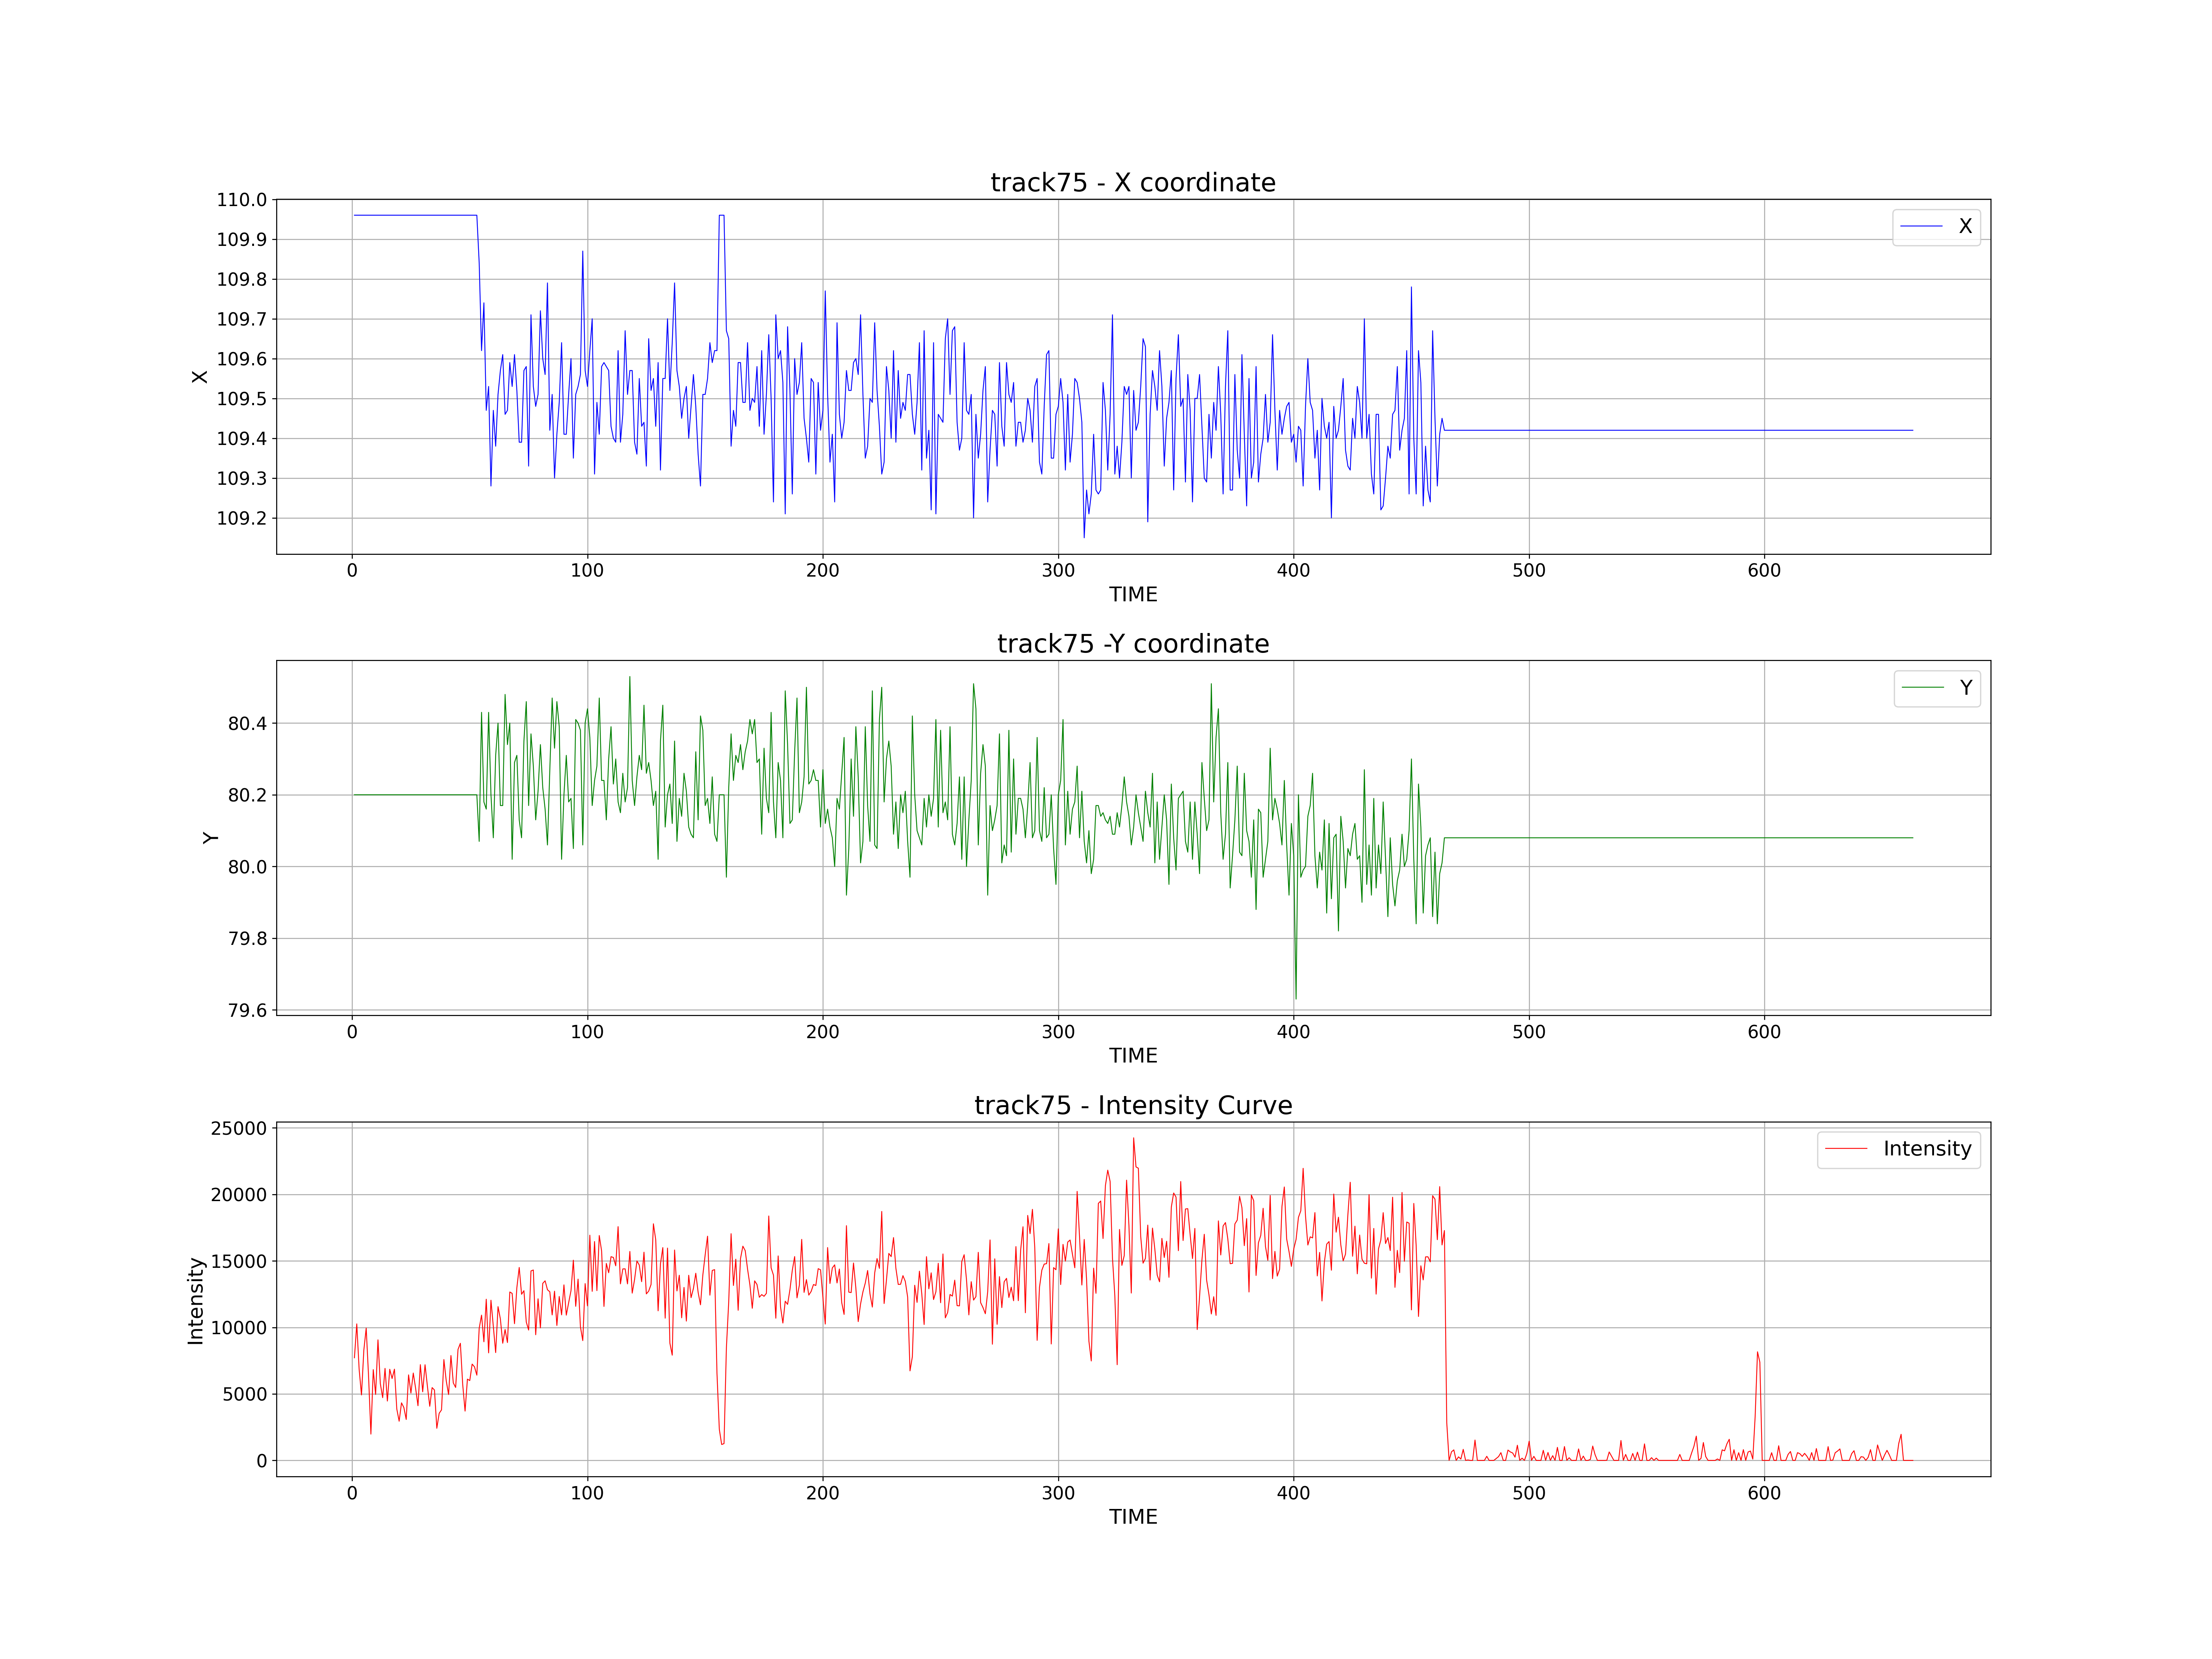 track75 - X coordinate
110.0
109.9
109.8
109.7
109.6
109.5
109.4
109.3
109.2
X
X
0 100 200 300 400 500 600
TIME
track75 -Y coordinate
80.4
80.2
80.0
79.8
79.6
Y
Y
0 100 200 300 400 500 600
TIME
track75 - Intensity Curve
25000
20000
15000
10000
5000
0
Intensity
Intensity
0 100 200 300 400 500 600
TIME